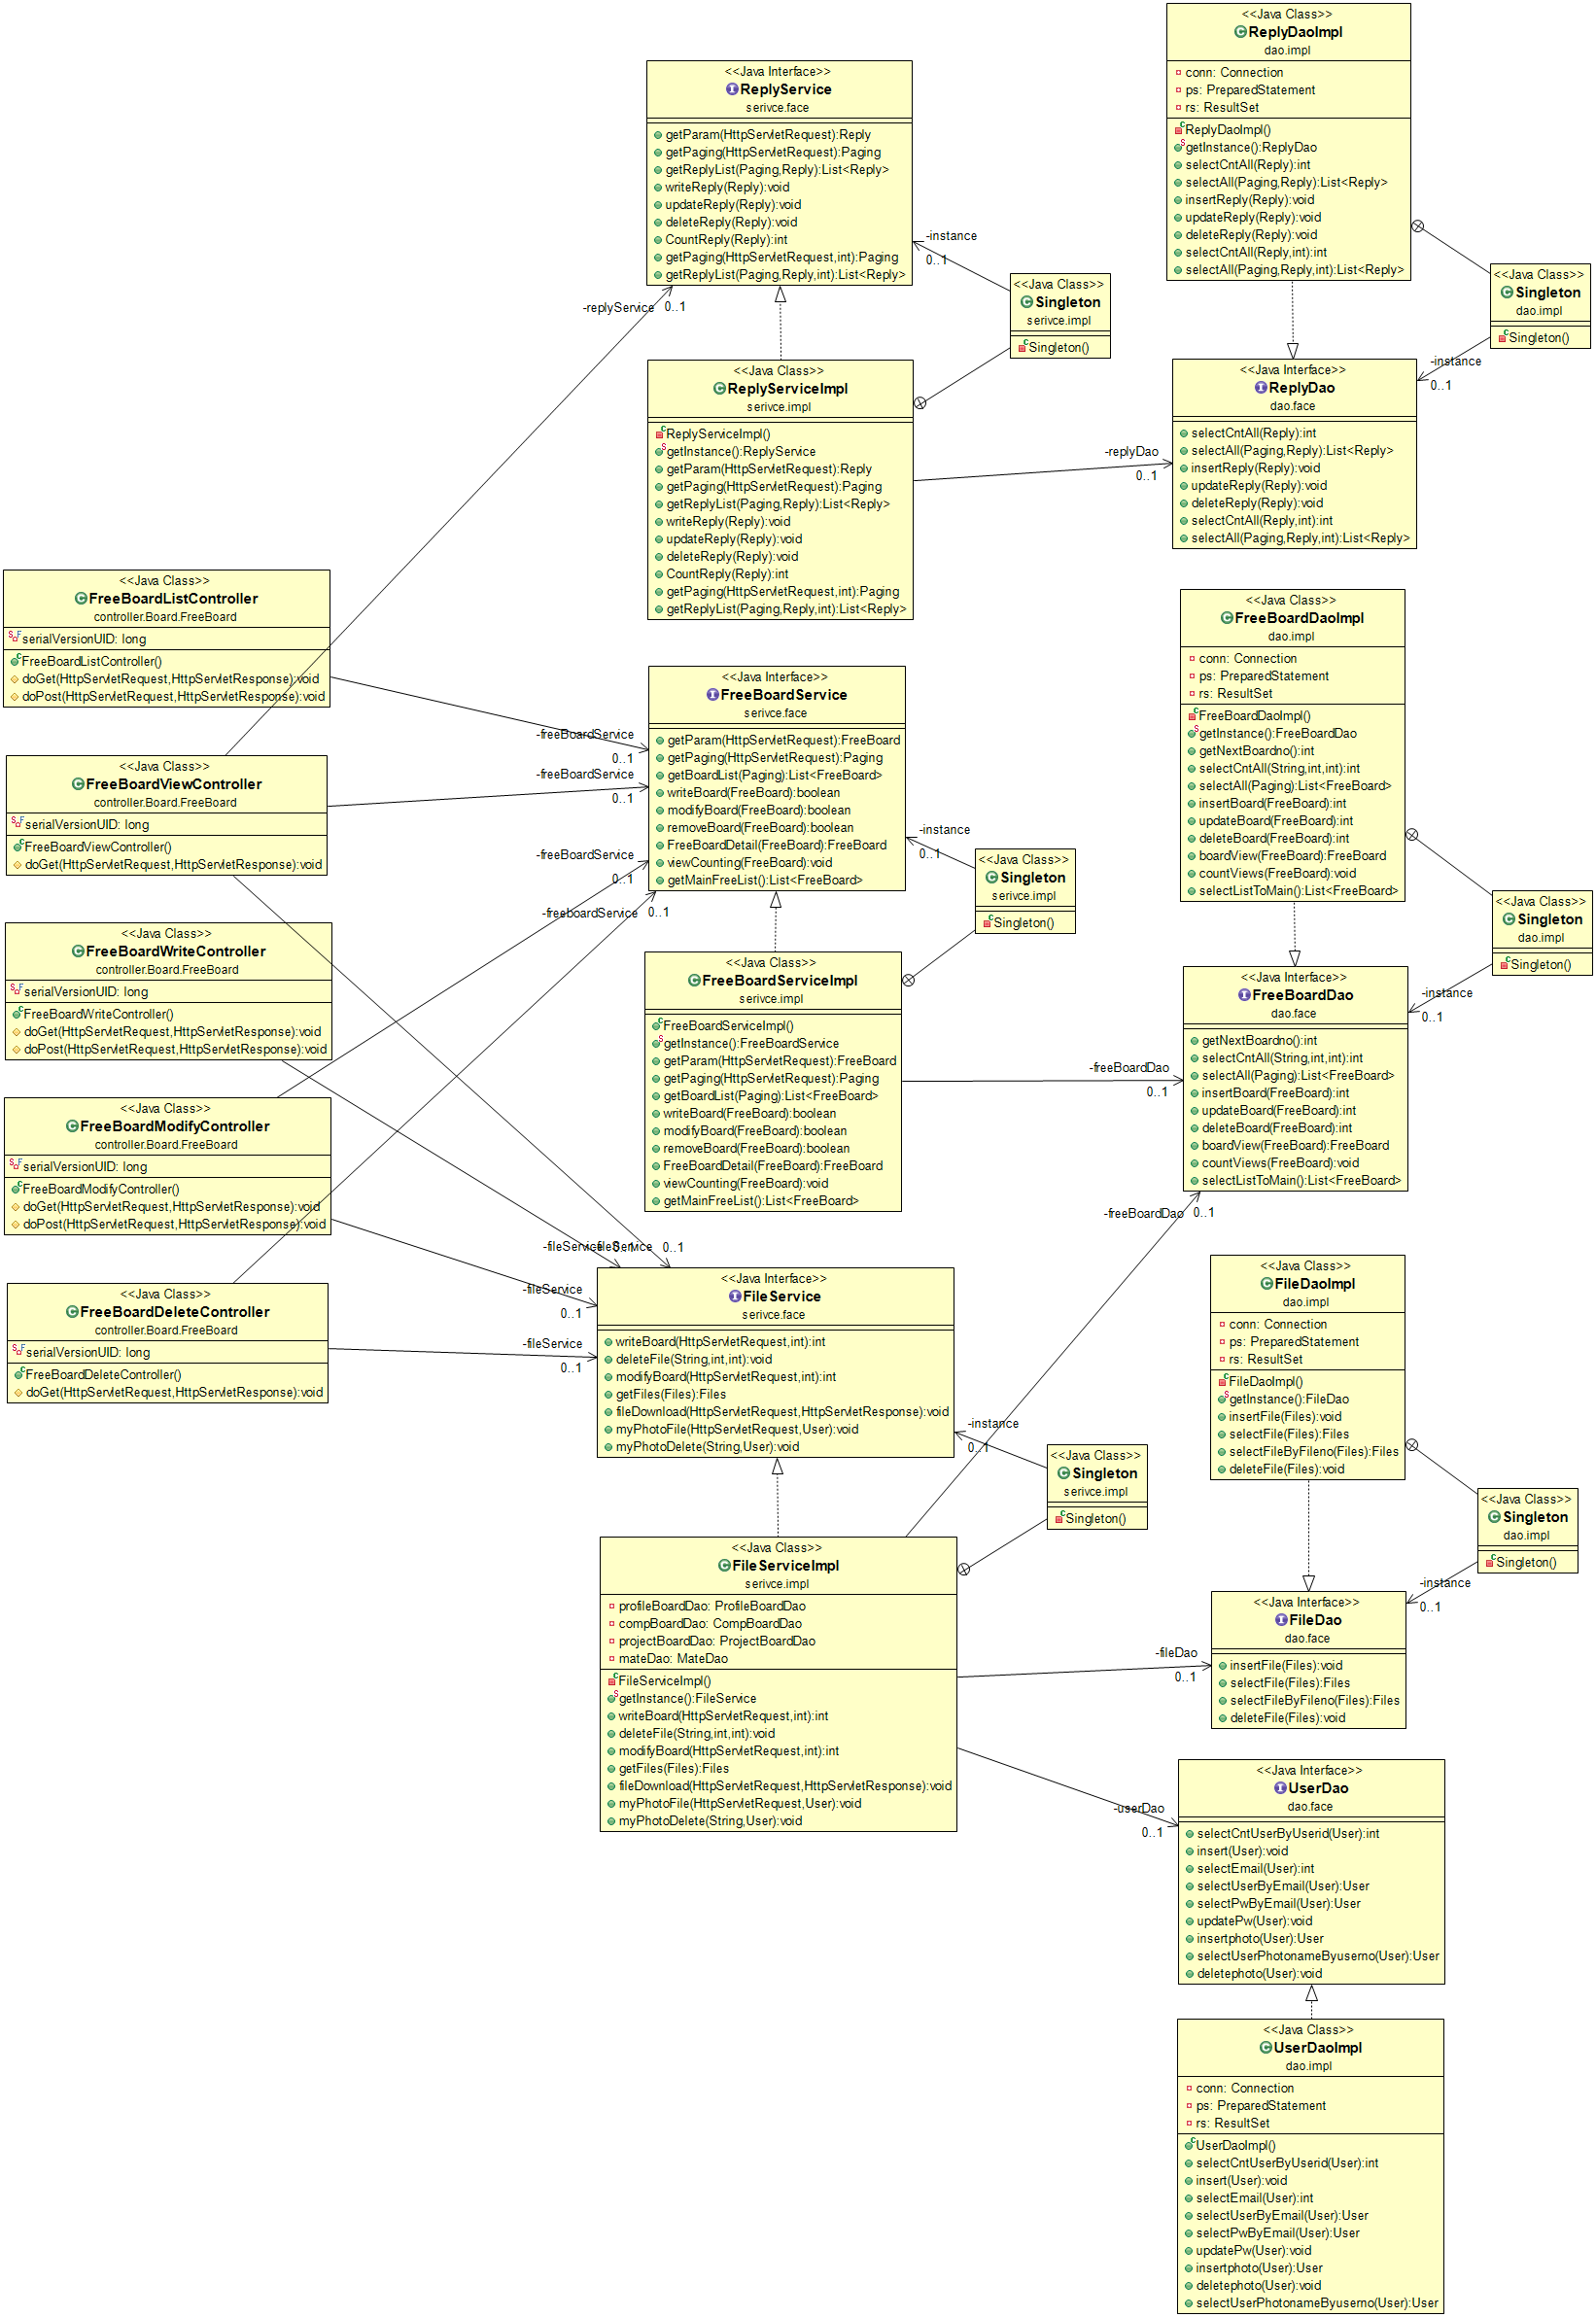 <<Java Class>>
ReplyDaoImpl
dao.impl
conn: Connection
ps: PreparedStatement
rs: ResultSet
ReplyDaoImpl()
getInstance():ReplyDao
selectCntAll(Reply):int
selectAll(Paging,Reply):List<Reply>
insertReply(Reply):void
updateReply(Reply):void
deleteReply(Reply):void
selectCntAll(Reply,int):int
selectAll(Paging,Reply,int):List<Reply>
<<Java Interface>>
ReplyService
serivce.face
getParam(HttpServletRequest):Reply
getPaging(HttpServletRequest):Paging
getReplyList(Paging,Reply):List<Reply>
writeReply(Reply):void
updateReply(Reply):void
deleteReply(Reply):void
CountReply(Reply):int
getPaging(HttpServletRequest,int):Paging
getReplyList(Paging,Reply,int):List<Reply>
-instance
0..1
<<Java Class>>
Singleton
serivce.impl
Singleton()
<<Java Class>>
Singleton
dao.impl
Singleton()
-replyService
0..1
-instance
0..1
<<Java Class>>
ReplyServiceImpl
serivce.impl
ReplyServiceImpl()
getInstance():ReplyService
getParam(HttpServletRequest):Reply
getPaging(HttpServletRequest):Paging
getReplyList(Paging,Reply):List<Reply>
writeReply(Reply):void
updateReply(Reply):void
deleteReply(Reply):void
CountReply(Reply):int
getPaging(HttpServletRequest,int):Paging
getReplyList(Paging,Reply,int):List<Reply>
-replyDao
0..1
<<Java Interface>>
ReplyDao
dao.face
selectCntAll(Reply):int
selectAll(Paging,Reply):List<Reply>
insertReply(Reply):void
updateReply(Reply):void
deleteReply(Reply):void
selectCntAll(Reply,int):int
selectAll(Paging,Reply,int):List<Reply>
<<Java Class>>
FreeBoardListController
controller.Board.FreeBoard
serialVersionUID: long
FreeBoardListController()
doGet(HttpServletRequest,HttpServletResponse):void
doPost(HttpServletRequest,HttpServletResponse):void
<<Java Class>>
FreeBoardDaoImpl
dao.impl
conn: Connection
ps: PreparedStatement
rs: ResultSet
FreeBoardDaoImpl()
getInstance():FreeBoardDao
getNextBoardno():int
selectCntAll(String,int,int):int
selectAll(Paging):List<FreeBoard>
insertBoard(FreeBoard):int
updateBoard(FreeBoard):int
deleteBoard(FreeBoard):int
boardView(FreeBoard):FreeBoard
countViews(FreeBoard):void
selectListToMain():List<FreeBoard>
<<Java Interface>>
FreeBoardService
serivce.face
getParam(HttpServletRequest):FreeBoard
getPaging(HttpServletRequest):Paging
getBoardList(Paging):List<FreeBoard>
writeBoard(FreeBoard):boolean
modifyBoard(FreeBoard):boolean
removeBoard(FreeBoard):boolean
FreeBoardDetail(FreeBoard):FreeBoard
viewCounting(FreeBoard):void
getMainFreeList():List<FreeBoard>
-freeBoardService
0..1
-freeBoardService
0..1
-freeBoardService
0..1
-freeboardService
0..1
<<Java Class>>
FreeBoardViewController
controller.Board.FreeBoard
serialVersionUID: long
FreeBoardViewController()
doGet(HttpServletRequest,HttpServletResponse):void
-instance
0..1
<<Java Class>>
Singleton
serivce.impl
Singleton()
<<Java Class>>
Singleton
dao.impl
Singleton()
-instance
0..1
<<Java Class>>
FreeBoardWriteController
controller.Board.FreeBoard
serialVersionUID: long
FreeBoardWriteController()
doGet(HttpServletRequest,HttpServletResponse):void
doPost(HttpServletRequest,HttpServletResponse):void
<<Java Class>>
FreeBoardServiceImpl
serivce.impl
FreeBoardServiceImpl()
getInstance():FreeBoardService
getParam(HttpServletRequest):FreeBoard
getPaging(HttpServletRequest):Paging
getBoardList(Paging):List<FreeBoard>
writeBoard(FreeBoard):boolean
modifyBoard(FreeBoard):boolean
removeBoard(FreeBoard):boolean
FreeBoardDetail(FreeBoard):FreeBoard
viewCounting(FreeBoard):void
getMainFreeList():List<FreeBoard>
-freeBoardDao
0..1
<<Java Interface>>
FreeBoardDao
dao.face
getNextBoardno():int
selectCntAll(String,int,int):int
selectAll(Paging):List<FreeBoard>
insertBoard(FreeBoard):int
updateBoard(FreeBoard):int
deleteBoard(FreeBoard):int
boardView(FreeBoard):FreeBoard
countViews(FreeBoard):void
selectListToMain():List<FreeBoard>
-freeBoardDao
0..1
<<Java Class>>
FreeBoardModifyController
controller.Board.FreeBoard
serialVersionUID: long
FreeBoardModifyController()
doGet(HttpServletRequest,HttpServletResponse):void
doPost(HttpServletRequest,HttpServletResponse):void
-fileService
0..1
-fileService
0..1
-fileService
0..1
-fileService
0..1
<<Java Class>>
FreeBoardDeleteController
controller.Board.FreeBoard
serialVersionUID: long
FreeBoardDeleteController()
doGet(HttpServletRequest,HttpServletResponse):void
<<Java Interface>>
FileService
serivce.face
writeBoard(HttpServletRequest,int):int
deleteFile(String,int,int):void
modifyBoard(HttpServletRequest,int):int
getFiles(Files):Files
fileDownload(HttpServletRequest,HttpServletResponse):void
myPhotoFile(HttpServletRequest,User):void
myPhotoDelete(String,User):void
-instance
0..1
<<Java Class>>
Singleton
serivce.impl
Singleton()
<<Java Class>>
FileDaoImpl
dao.impl
conn: Connection
ps: PreparedStatement
rs: ResultSet
FileDaoImpl()
getInstance():FileDao
insertFile(Files):void
selectFile(Files):Files
selectFileByFileno(Files):Files
deleteFile(Files):void
<<Java Class>>
Singleton
dao.impl
Singleton()
-instance
0..1
<<Java Class>>
FileServiceImpl
serivce.impl
profileBoardDao: ProfileBoardDao
compBoardDao: CompBoardDao
projectBoardDao: ProjectBoardDao
mateDao: MateDao
FileServiceImpl()
getInstance():FileService
writeBoard(HttpServletRequest,int):int
deleteFile(String,int,int):void
modifyBoard(HttpServletRequest,int):int
getFiles(Files):Files
fileDownload(HttpServletRequest,HttpServletResponse):void
myPhotoFile(HttpServletRequest,User):void
myPhotoDelete(String,User):void
-fileDao
0..1
<<Java Interface>>
FileDao
dao.face
insertFile(Files):void
selectFile(Files):Files
selectFileByFileno(Files):Files
deleteFile(Files):void
-userDao
0..1
<<Java Interface>>
UserDao
dao.face
selectCntUserByUserid(User):int
insert(User):void
selectEmail(User):int
selectUserByEmail(User):User
selectPwByEmail(User):User
updatePw(User):void
insertphoto(User):User
selectUserPhotonameByuserno(User):User
deletephoto(User):void
<<Java Class>>
UserDaoImpl
dao.impl
conn: Connection
ps: PreparedStatement
rs: ResultSet
UserDaoImpl()
selectCntUserByUserid(User):int
insert(User):void
selectEmail(User):int
selectUserByEmail(User):User
selectPwByEmail(User):User
updatePw(User):void
insertphoto(User):User
deletephoto(User):void
selectUserPhotonameByuserno(User):User